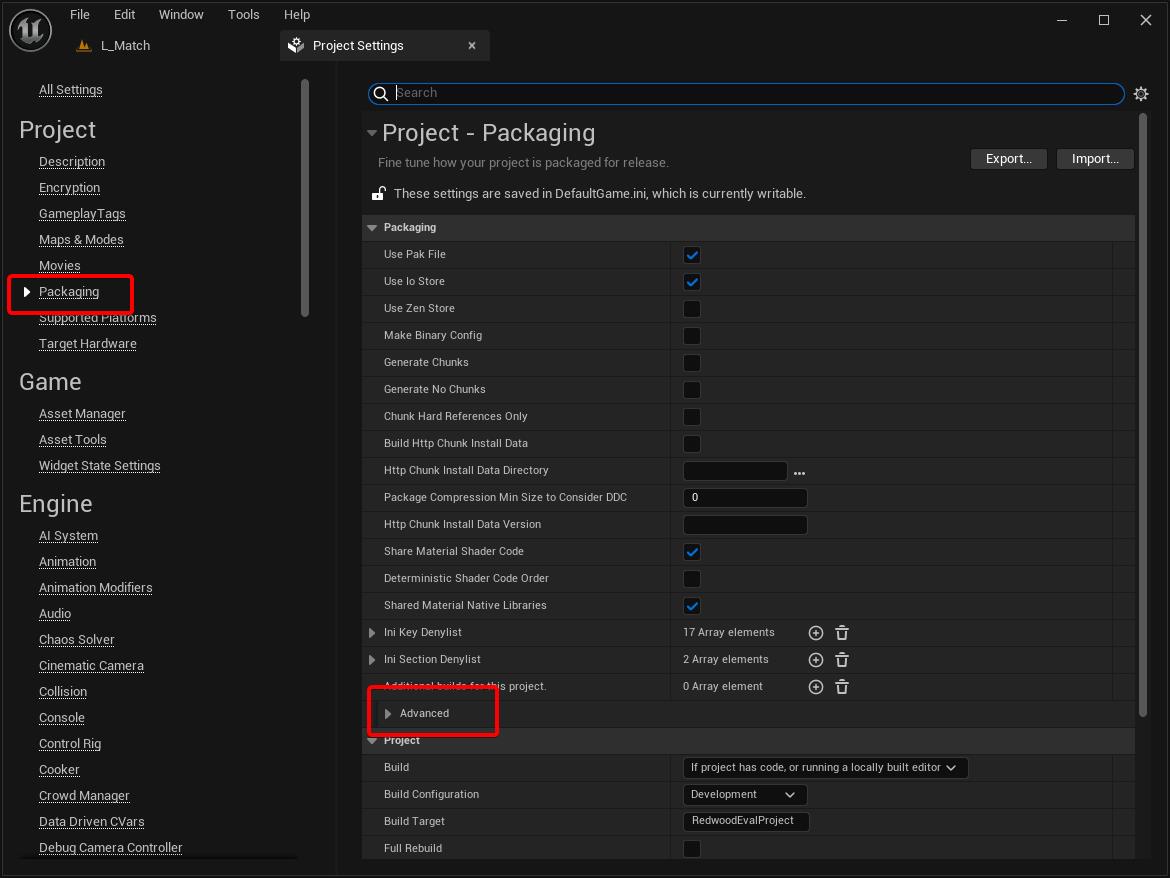 File Edit Window Tools Help
L_Match
Project Settings
All Settings
Project
Description
Encryption
GameplayTags
Maps & Modes
Movies
Packaging
Supported Platforms
Target Hardware
Game
Asset Manager
Asset Tools
Widget State Settings
Engine
AI System
Animation
Animation Modifiers
Audio
Chaos Solver
Cinematic Camera
Collision
Console
Control Rig
Cooker
Crowd Manager
Data Driven CVars
Debug Camera Controller
Search
Project - Packaging
Fine tune how your project is packaged for release.
Export... Import...
These settings are saved in DefaultGame.ini, which is currently writable.
Packaging
Use Pak File
Use Io Store
Use Zen Store
Make Binary Config
Generate Chunks
Generate No Chunks
Chunk Hard References Only
Build Http Chunk Install Data
Http Chunk Install Data Directory
Package Compression Min Size to Consider DDC 0
Http Chunk Install Data Version
Share Material Shader Code
Deterministic Shader Code Order
Shared Material Native Libraries
Ini Key Denylist 17 Array elements
Ini Section Denylist 2 Array elements
Additional builds for this project. 0 Array element
Advanced
Project
Build If project has code, or running a locally built editor
Build Configuration Development
Build Target RedwoodEvalProject
Full Rebuild